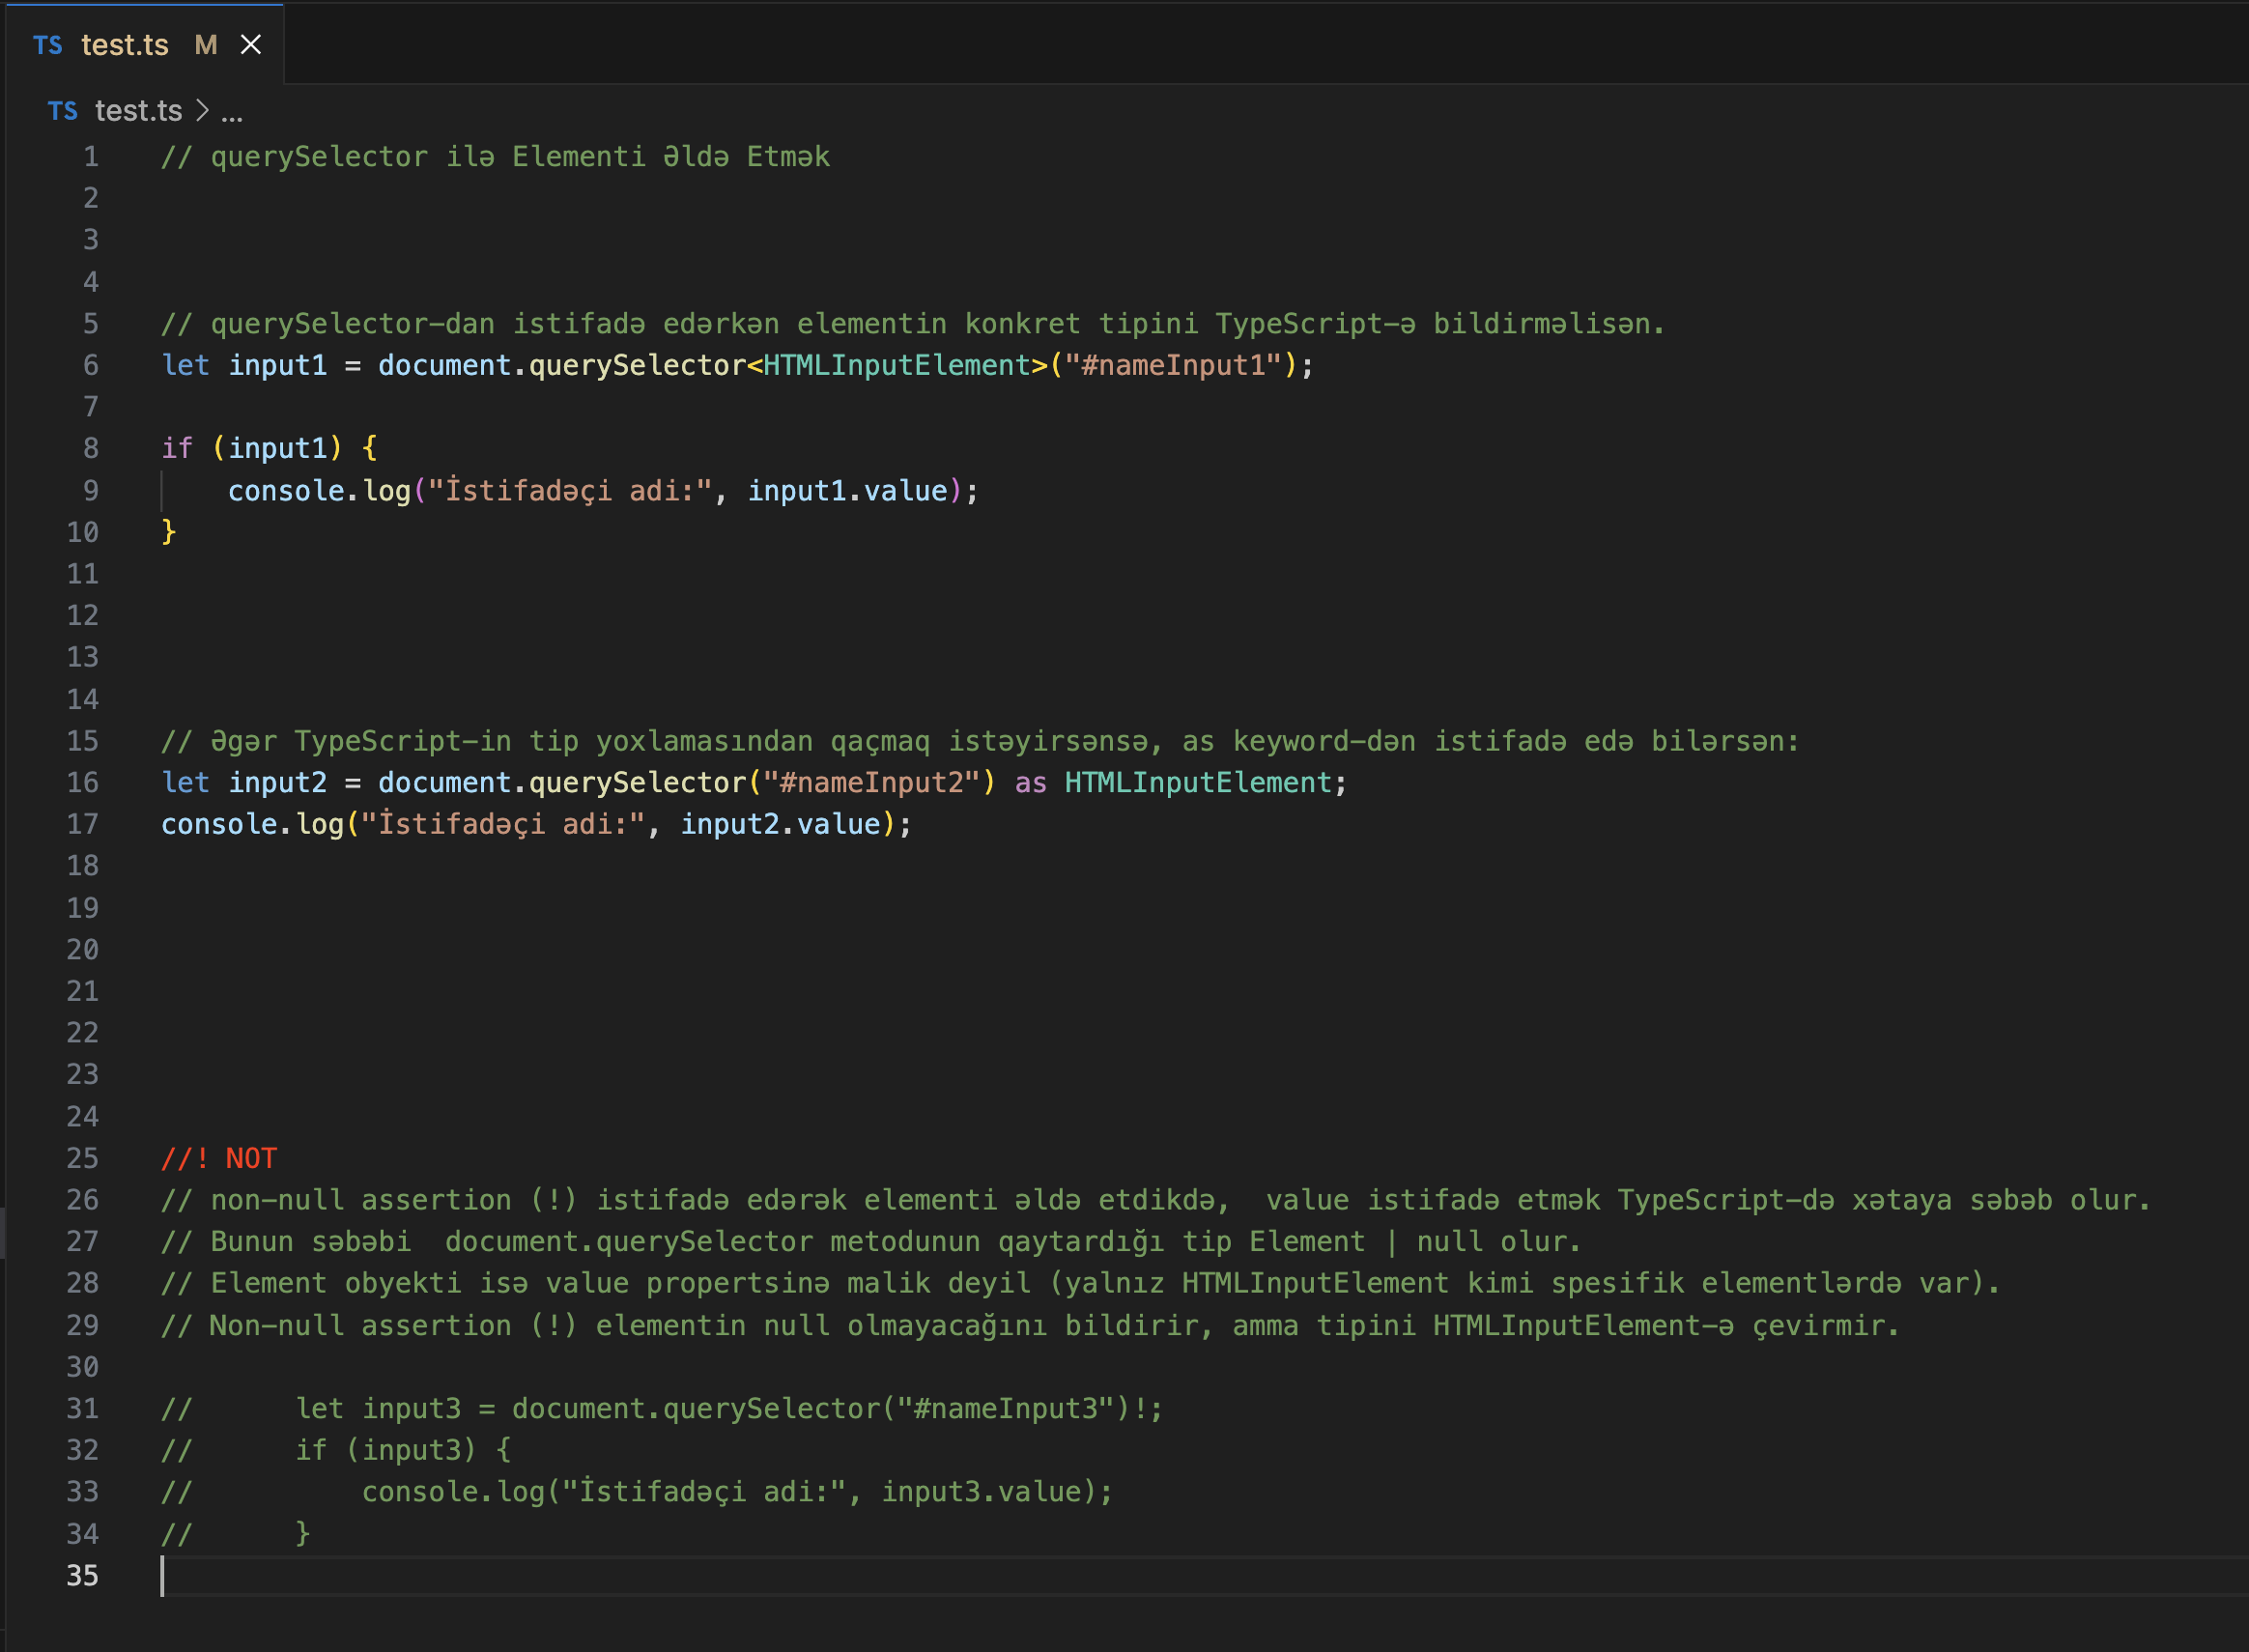 TS test.ts M
TS test.ts > ...
1 // querySelector ilə Elementi Əldə Etmək
2
3
4
5 // querySelector-dan istifadə edərkən elementin konkret tipini TypeScript-ə bildirməlisən.
6 let input1 = document.querySelector<HTMLInputElement>("#nameInput1");
7
8 if (input1) {
9     console.log("İstifadəçi adi:", input1.value);
10 }
11
12
13
14
15 // Əgər TypeScript-in tip yoxlamasından qaçmaq istəyirsənsə, as keyword-dən istifadə edə bilərsən:
16 let input2 = document.querySelector("#nameInput2") as HTMLInputElement;
17 console.log("İstifadəçi adi:", input2.value);
18
19
20
21
22
23
24
25 //! NOT
26 // non-null assertion (!) istifadə edərək elementi əldə etdikdə,  value istifadə etmək TypeScript-də xətaya səbəb olur.
27 // Bunun səbəbi  document.querySelector metodunun qaytardığı tip Element | null olur.
28 // Element obyekti isə value propertsinə malik deyil (yalnız HTMLInputElement kimi spesifik elementlərdə var).
29 // Non-null assertion (!) elementin null olmayacağını bildirir, amma tipini HTMLInputElement-ə çevirmir.
30
31 //      let input3 = document.querySelector("#nameInput3")!;
32 //      if (input3) {
33 //          console.log("İstifadəçi adi:", input3.value);
34 //      }
35